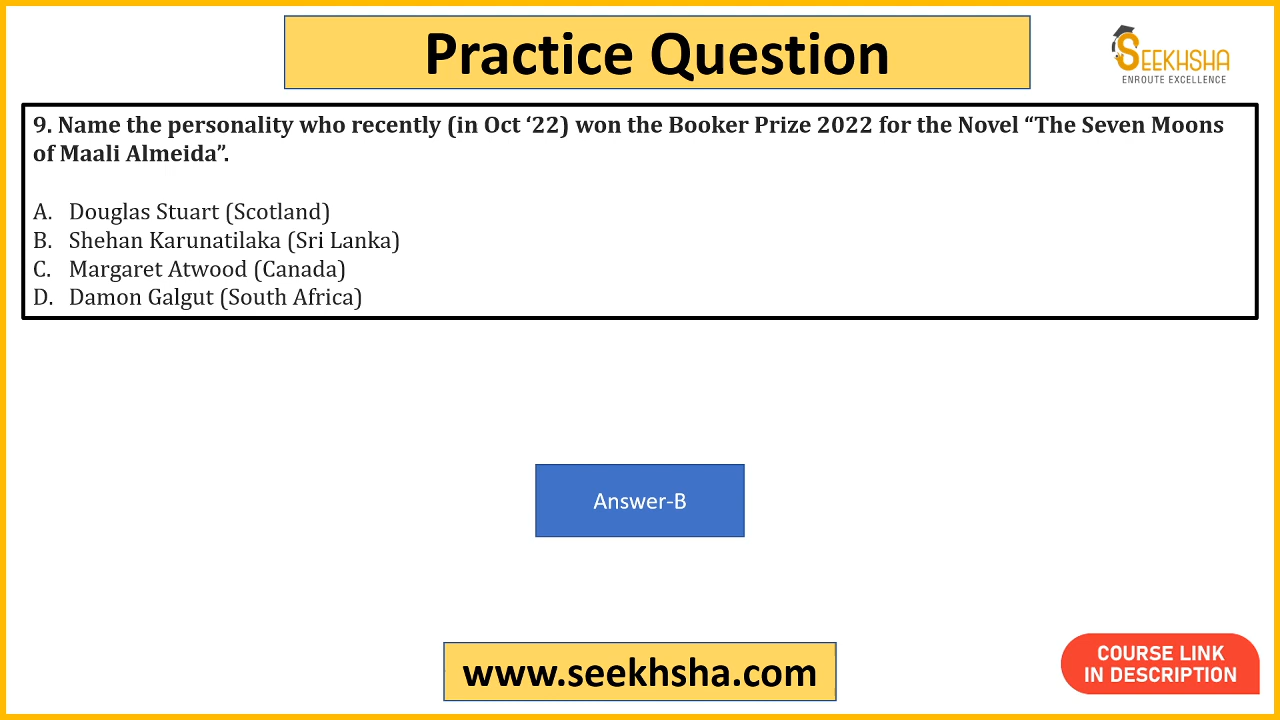 Practice Question
SEEKHSHA
ENROUTE EXCELLENCE
9. Name the personality who recently (in Oct ‘22) won the Booker Prize 2022 for the Novel “The Seven Moons
of Maali Almeida”.
A. Douglas Stuart (Scotland)
B. Shehan Karunatilaka (Sri Lanka)
C. Margaret Atwood (Canada)
D. Damon Galgut (South Africa)
Answer-B
www.seekhsha.com
COURSE LINK
IN DESCRIPTION